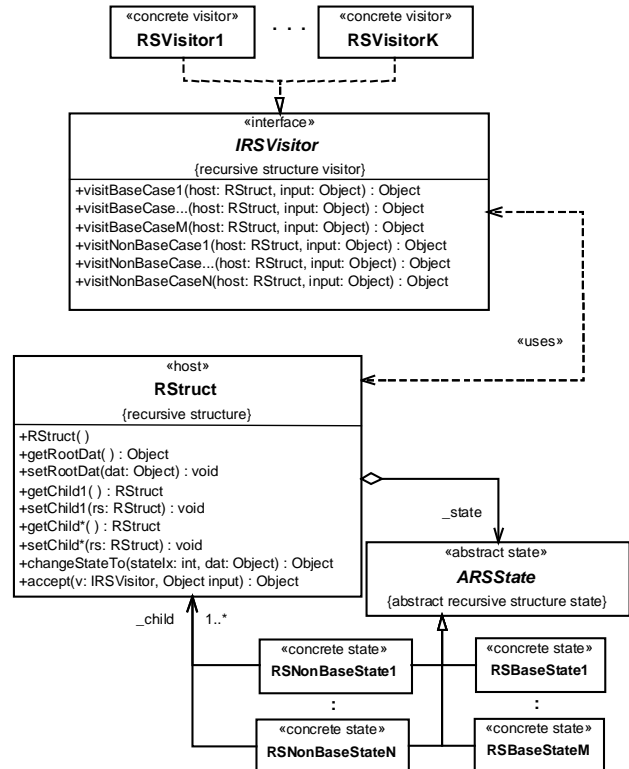 «concrete visitor»
RSVisitor1
. . .
«concrete visitor»
RSVisitorK
«interface»
IRSVisitor
{recursive structure visitor}
+visitBaseCase1(host: RStruct, input: Object) : Object
+visitBaseCase...(host: RStruct, input: Object) : Object
+visitBaseCaseM(host: RStruct, input: Object) : Object
+visitNonBaseCase1(host: RStruct, input: Object) : Object
+visitNonBaseCase...(host: RStruct, input: Object) : Object
+visitNonBaseCaseN(host: RStruct, input: Object) : Object
«uses»
«host»
RStruct
{recursive structure}
+RStruct( )
+getRootDat( ) : Object
+setRootDat(dat: Object) : void
+getChild1( ) : RStruct
+setChild1(rs: RStruct) : void
+getChild*( ) : RStruct
+setChild*(rs: RStruct) : void
+changeStateTo(stateIx: int, dat: Object) : Object
+accept(v: IRSVisitor, Object input) : Object
_state
«abstract state»
ARSState
{abstract recursive structure state}
_child 1..*
«concrete state»
RSNonBaseState1
«concrete state»
RSBaseState1
:
:
«concrete state»
RSNonBaseStateN
«concrete state»
RSBaseStateM